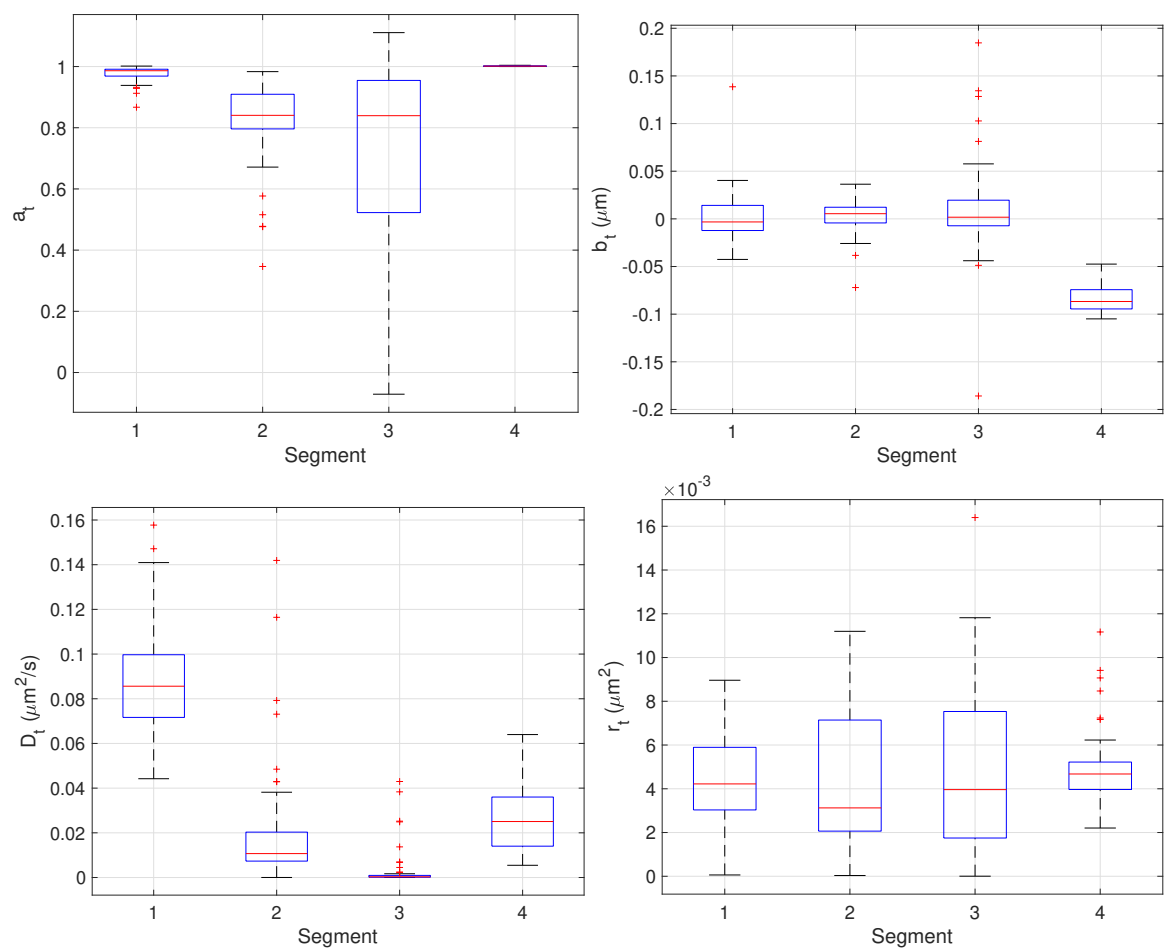 a_t
1
0.8
0.6
0.4
0.2
0
1 2 3 4
Segment
b_t (μm)
0.2
0.15
0.1
0.05
0
-0.05
-0.1
-0.15
-0.2
1 2 3 4
Segment
D_t (μm^2/s)
0.16
0.14
0.12
0.1
0.08
0.06
0.04
0.02
0
1 2 3 4
Segment
×10^-3
r_t (μm^2)
16
14
12
10
8
6
4
2
0
1 2 3 4
Segment